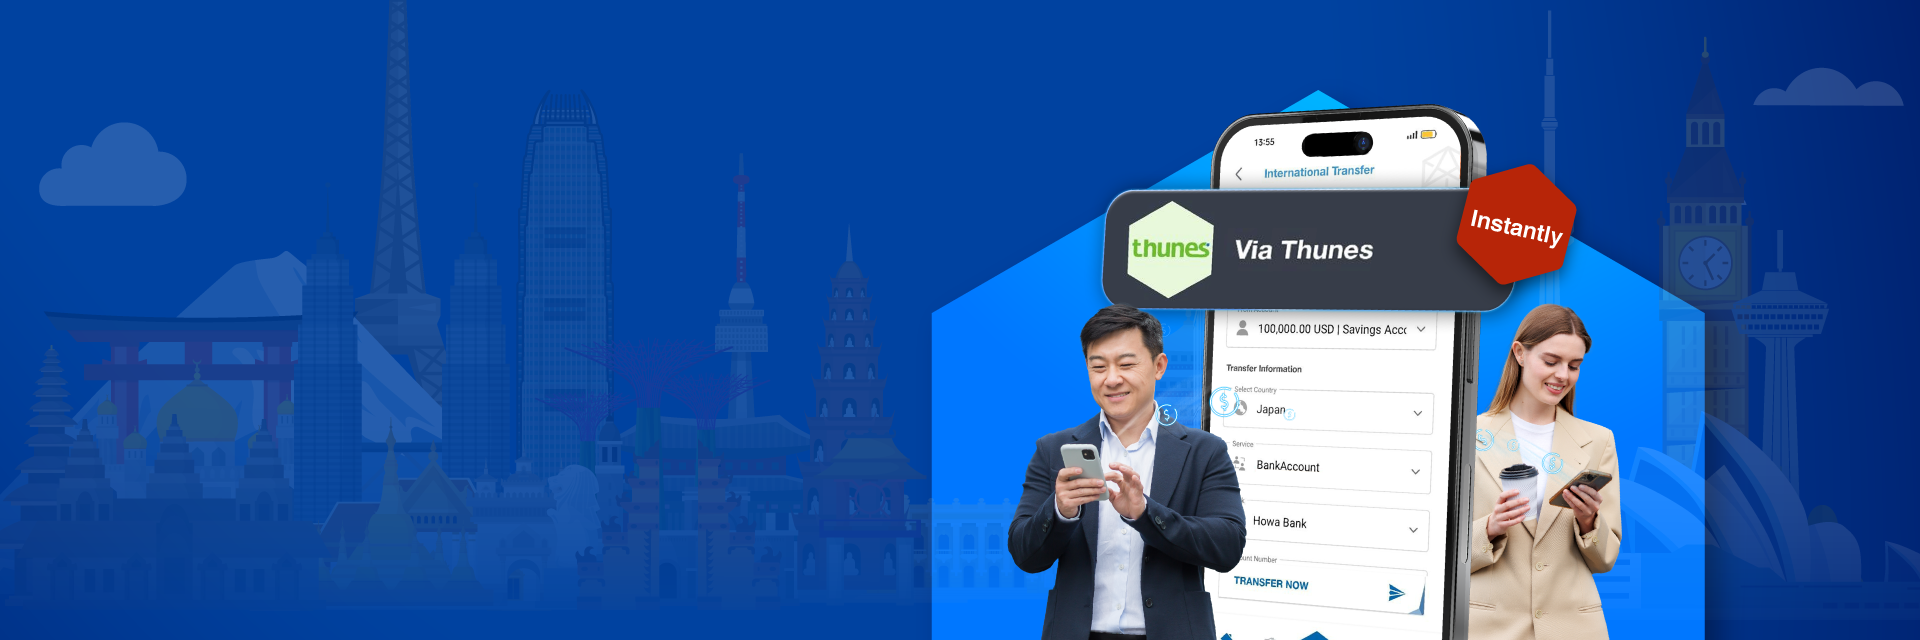 13:55
International Transfer
thunes
Via Thunes
Instantly
100,000.00 USD | Savings Acc
Transfer Information
Select Country
Japan
Service
BankAccount
Howa Bank
Number
TRANSFER NOW